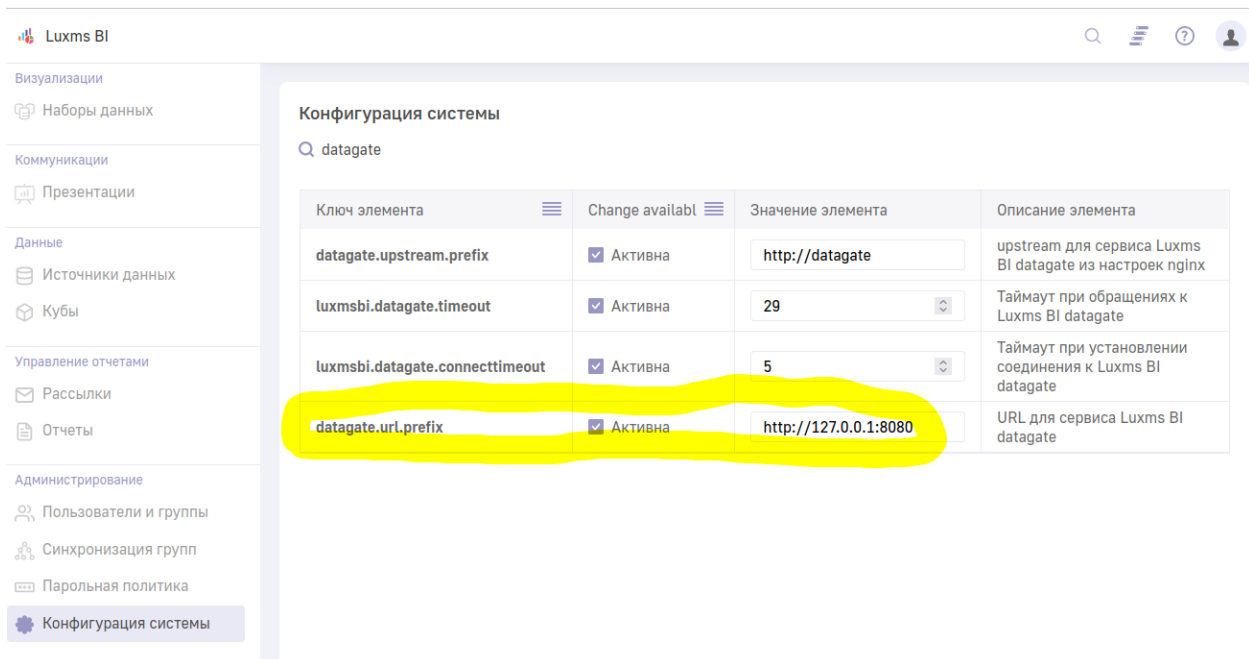 Luxms BI
Визуализации
Наборы данных
Коммуникации
Презентации
Данные
Источники данных
Кубы
Управление отчетами
Рассылки
Отчеты
Администрирование
Пользователи и группы
Синхронизация групп
Парольная политика
Конфигурация системы
Конфигурация системы
datagate
Ключ элемента
Change availabl
Значение элемента
Описание элемента
datagate.upstream.prefix
Активна
http://datagate
upstream для сервиса Luxms
BI datagate из настроек nginx
luxmsbi.datagate.timeout
Активна
29
Таймаут при обращениях к
Luxms BI datagate
luxmsbi.datagate.connecttimeout
Активна
5
Таймаут при установлении
соединения к Luxms BI
datagate
datagate.url.prefix
Активна
http://127.0.0.1:8080
URL для сервиса Luxms BI
datagate